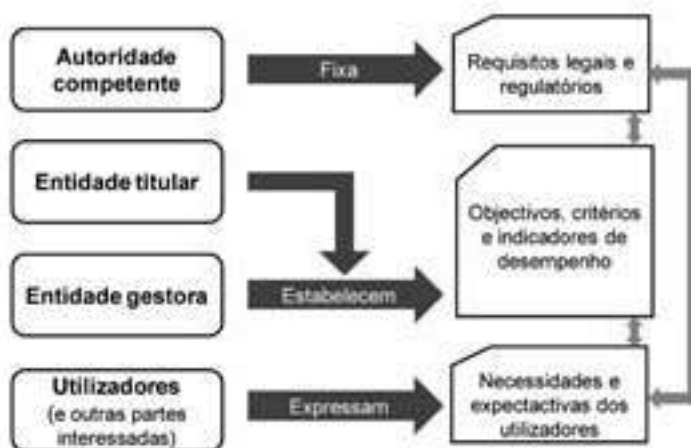 Autoridade
competente
Fixa
Requisitos legais e
regulatórios
Entidade titular
Objectivos, critérios
e indicadores de
desempenho
Entidade gestora
Estabelecem
Utilizadores
(e outras partes
interessadas)
Expressam
Necessidades e
expectactivas dos
utilizadores